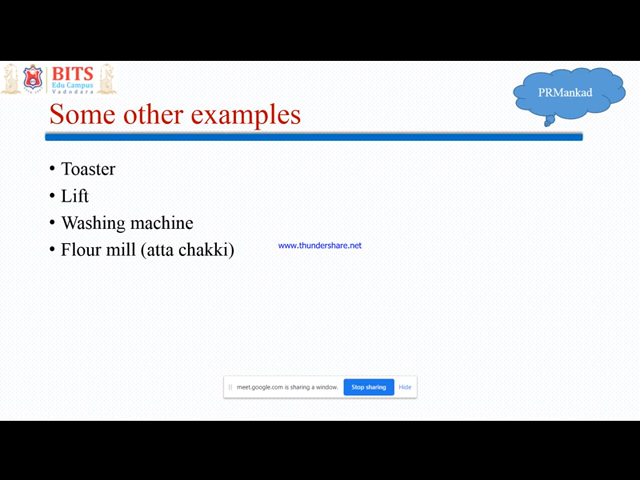 BITS
Edu Campus
Vadodara
PRMankad
Some other examples
• Toaster
• Lift
• Washing machine
• Flour mill (atta chakki)
www.thundershare.net
meet.google.com is sharing a window.
Stop sharing
Hide